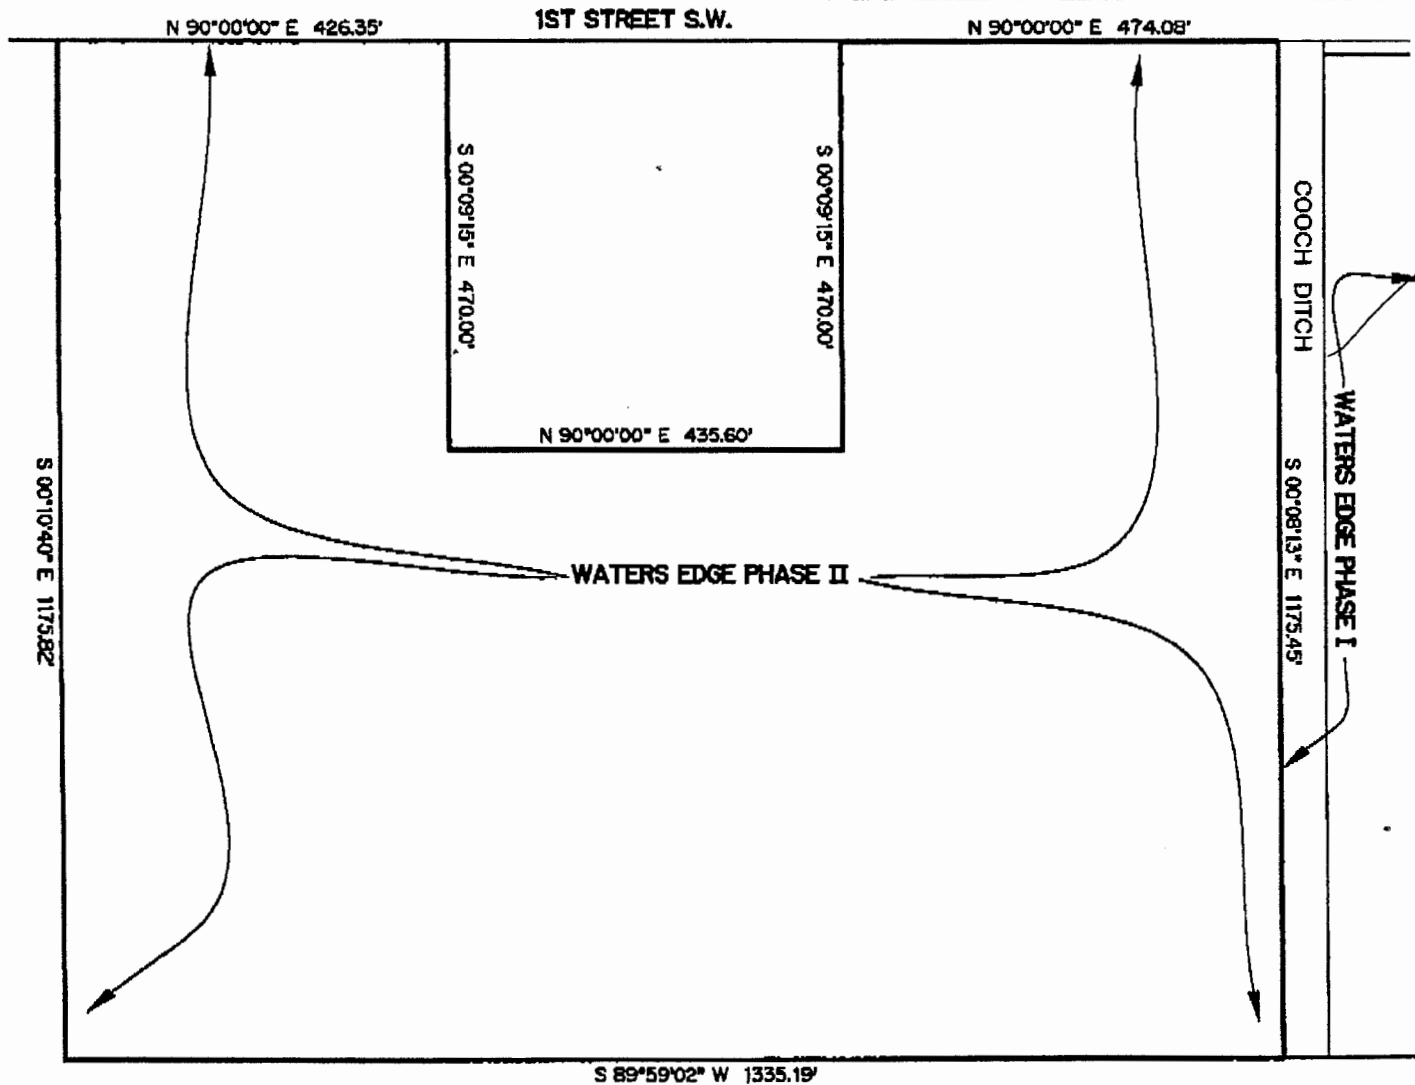 1ST STREET S.W.
N 90°00'00" E 426.35'
N 90°00'00" E 474.08'
S 00°09'15" E 470.00'
S 00°09'15" E 470.00'
COOCH DITCH
N 90°00'00" E 435.60'
S 00°10'40" E 1175.82'
WATERS EDGE PHASE II
S 00°08'13" E 1175.45'
WATERS EDGE PHASE I
S 89°59'02" W 1335.19'